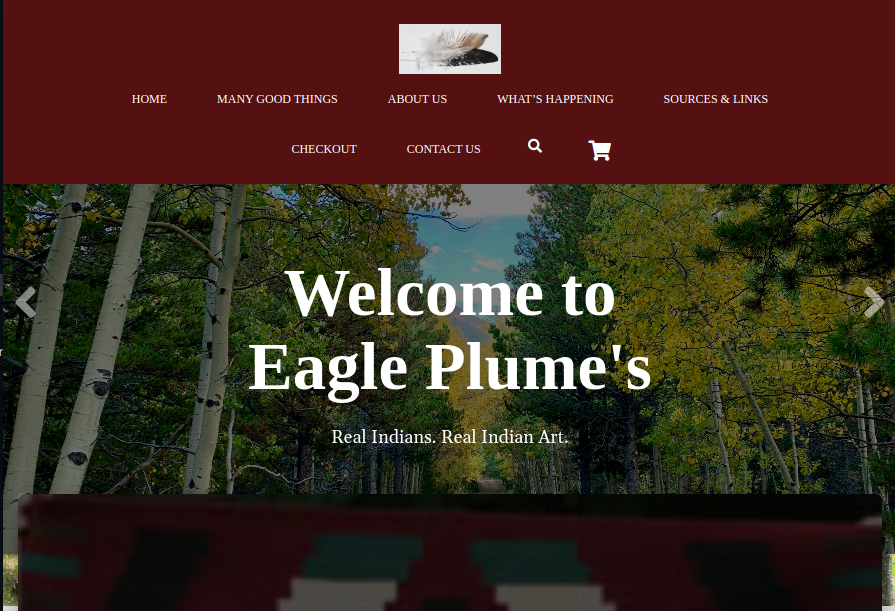 HOME MANY GOOD THINGS ABOUT US WHAT’S HAPPENING SOURCES & LINKS
CHECKOUT CONTACT US
Welcome to
Eagle Plume's
Real Indians. Real Indian Art.